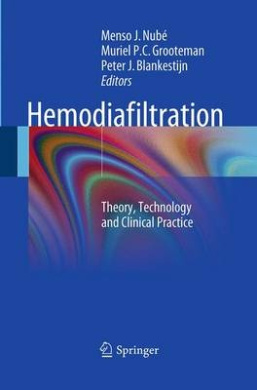 Menso J. Nubé
Muriel P.C. Grooteman
Peter J. Blankestijn
Editors
Hemodiafiltration
Theory, Technology
and Clinical Practice
Springer